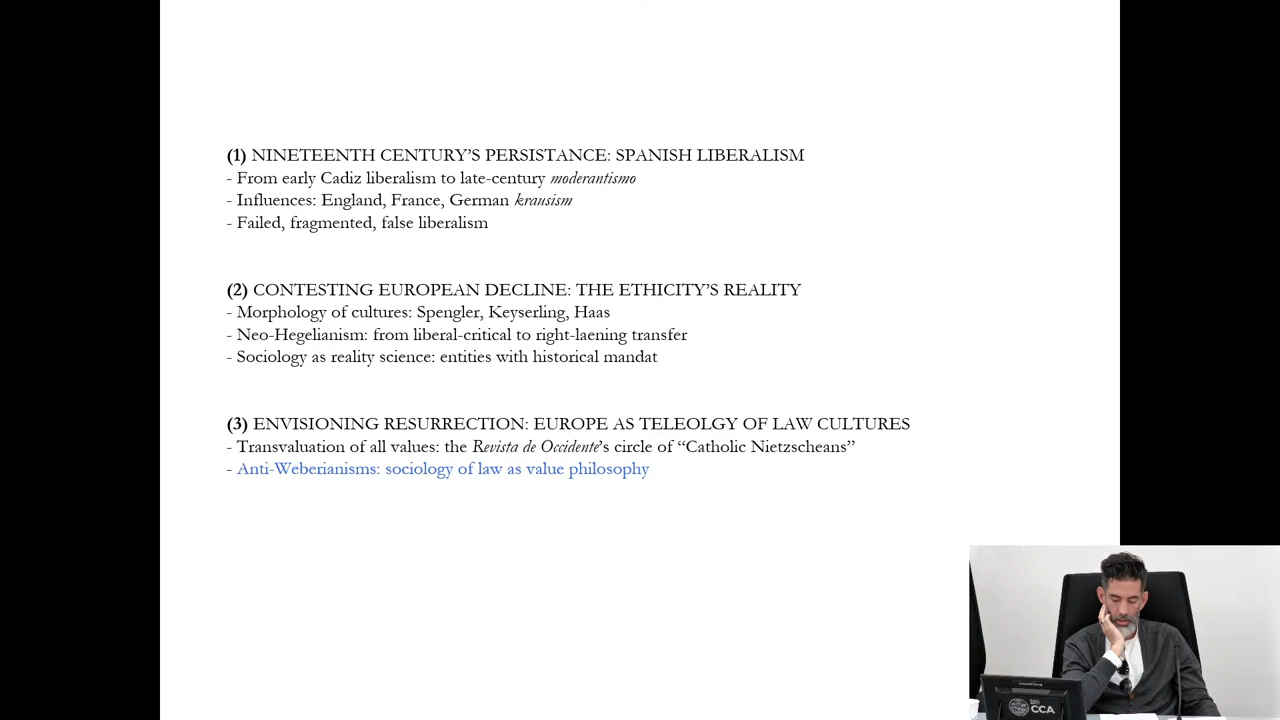 (1) NINETEENTH CENTURY’S PERSISTANCE: SPANISH LIBERALISM
- From early Cadiz liberalism to late-century moderantismo
- Influences: England, France, German krausism
- Failed, fragmented, false liberalism
(2) CONTESTING EUROPEAN DECLINE: THE ETHICITY’S REALITY
- Morphology of cultures: Spengler, Keyserling, Haas
- Neo-Hegelianism: from liberal-critical to right-laening transfer
- Sociology as reality science: entities with historical mandat
(3) ENVISIONING RESURRECTION: EUROPE AS TELEOLGY OF LAW CULTURES
- Transvaluation of all values: the Revista de Occidente’s circle of “Catholic Nietzscheans”
- Anti-Weberianisms: sociology of law as value philosophy
CCA